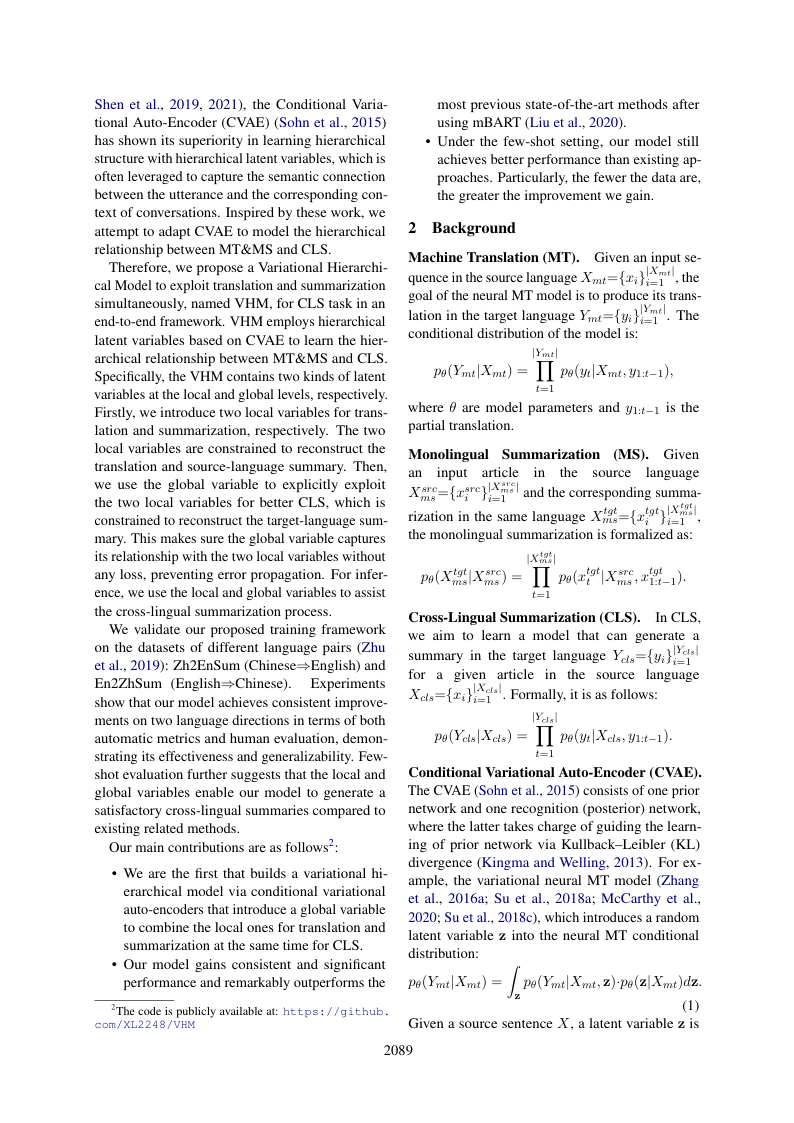 Shen et al., 2019, 2021), the Conditional Varia-
tional Auto-Encoder (CVAE) (Sohn et al., 2015)
has shown its superiority in learning hierarchical
structure with hierarchical latent variables, which is
often leveraged to capture the semantic connection
between the utterance and the corresponding con-
text of conversations. Inspired by these work, we
attempt to adapt CVAE to model the hierarchical
relationship between MT&MS and CLS.
Therefore, we propose a Variational Hierarchi-
cal Model to exploit translation and summarization
simultaneously, named VHM, for CLS task in an
end-to-end framework. VHM employs hierarchical
latent variables based on CVAE to learn the hier-
archical relationship between MT&MS and CLS.
Specifically, the VHM contains two kinds of latent
variables at the local and global levels, respectively.
Firstly, we introduce two local variables for trans-
lation and summarization, respectively. The two
local variables are constrained to reconstruct the
translation and source-language summary. Then,
we use the global variable to explicitly exploit
the two local variables for better CLS, which is
constrained to reconstruct the target-language sum-
mary. This makes sure the global variable captures
its relationship with the two local variables without
any loss, preventing error propagation. For infer-
ence, we use the local and global variables to assist
the cross-lingual summarization process.
We validate our proposed training framework
on the datasets of different language pairs (Zhu
et al., 2019): Zh2EnSum (Chinese⇒English) and
En2ZhSum (English⇒Chinese). Experiments
show that our model achieves consistent improve-
ments on two language directions in terms of both
automatic metrics and human evaluation, demon-
strating its effectiveness and generalizability. Few-
shot evaluation further suggests that the local and
global variables enable our model to generate a
satisfactory cross-lingual summaries compared to
existing related methods.
Our main contributions are as follows²:
• We are the first that builds a variational hi-
erarchical model via conditional variational
auto-encoders that introduce a global variable
to combine the local ones for translation and
summarization at the same time for CLS.
• Our model gains consistent and significant
performance and remarkably outperforms the
²The code is publicly available at: https://github.
com/XL2248/VHM
most previous state-of-the-art methods after
using mBART (Liu et al., 2020).
• Under the few-shot setting, our model still
achieves better performance than existing ap-
proaches. Particularly, the fewer the data are,
the greater the improvement we gain.
2 Background
Machine Translation (MT). Given an input se-
quence in the source language $X_{mt}=\{x_i\}_{i=1}^{|X_{mt}|}$, the
goal of the neural MT model is to produce its trans-
lation in the target language $Y_{mt}=\{y_i\}_{i=1}^{|Y_{mt}|}$. The
conditional distribution of the model is:
$p_\theta(Y_{mt}|X_{mt}) = \prod_{t=1}^{|Y_{mt}|} p_\theta(y_t|X_{mt}, y_{1:t-1}),$
where θ are model parameters and $y_{1:t-1}$ is the
partial translation.
Monolingual Summarization (MS). Given
an input article in the source language
$X_{ms}^{src}=\{x_i^{src}\}_{i=1}^{|X_{ms}^{src}|}$ and the corresponding summa-
rization in the same language $X_{ms}^{tgt}=\{x_i^{tgt}\}_{i=1}^{|X_{ms}^{tgt}|}$,
the monolingual summarization is formalized as:
$p_\theta(X_{ms}^{tgt}|X_{ms}^{src}) = \prod_{t=1}^{|X_{ms}^{tgt}|} p_\theta(x_t^{tgt}|X_{ms}^{src}, x_{1:t-1}^{tgt}).$
Cross-Lingual Summarization (CLS). In CLS,
we aim to learn a model that can generate a
summary in the target language $Y_{cls}=\{y_i\}_{i=1}^{|Y_{cls}|}$
for a given article in the source language
$X_{cls}=\{x_i\}_{i=1}^{|X_{cls}|}$. Formally, it is as follows:
$p_\theta(Y_{cls}|X_{cls}) = \prod_{t=1}^{|Y_{cls}|} p_\theta(y_t|X_{cls}, y_{1:t-1}).$
Conditional Variational Auto-Encoder (CVAE).
The CVAE (Sohn et al., 2015) consists of one prior
network and one recognition (posterior) network,
where the latter takes charge of guiding the learn-
ing of prior network via Kullback–Leibler (KL)
divergence (Kingma and Welling, 2013). For ex-
ample, the variational neural MT model (Zhang
et al., 2016a; Su et al., 2018a; McCarthy et al.,
2020; Su et al., 2018c), which introduces a random
latent variable z into the neural MT conditional
distribution:
$p_\theta(Y_{mt}|X_{mt}) = \int_{\mathbf{z}} p_\theta(Y_{mt}|X_{mt}, \mathbf{z}) \cdot p_\theta(\mathbf{z}|X_{mt}) d\mathbf{z}.$
(1)
Given a source sentence X, a latent variable z is
2089